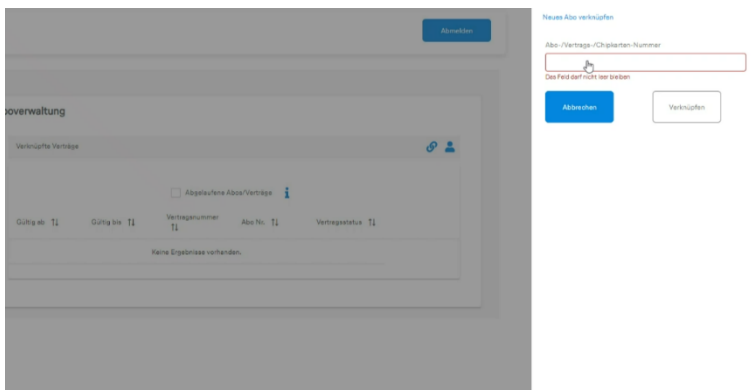 Abmelden
boverwaltung
Verknüpfte Verträge
Abgelaufene Abos/Verträge
Gültig ab
Gültig bis
Vertragsnummer
Abo Nr.
Vertragsstatus
Keine Ergebnisse vorhanden.
Neues Abo verknüpfen
Abo-/Vertrags-/Chipkarten-Nummer
Das Feld darf nicht leer bleiben
Abbrechen
Verknüpfen